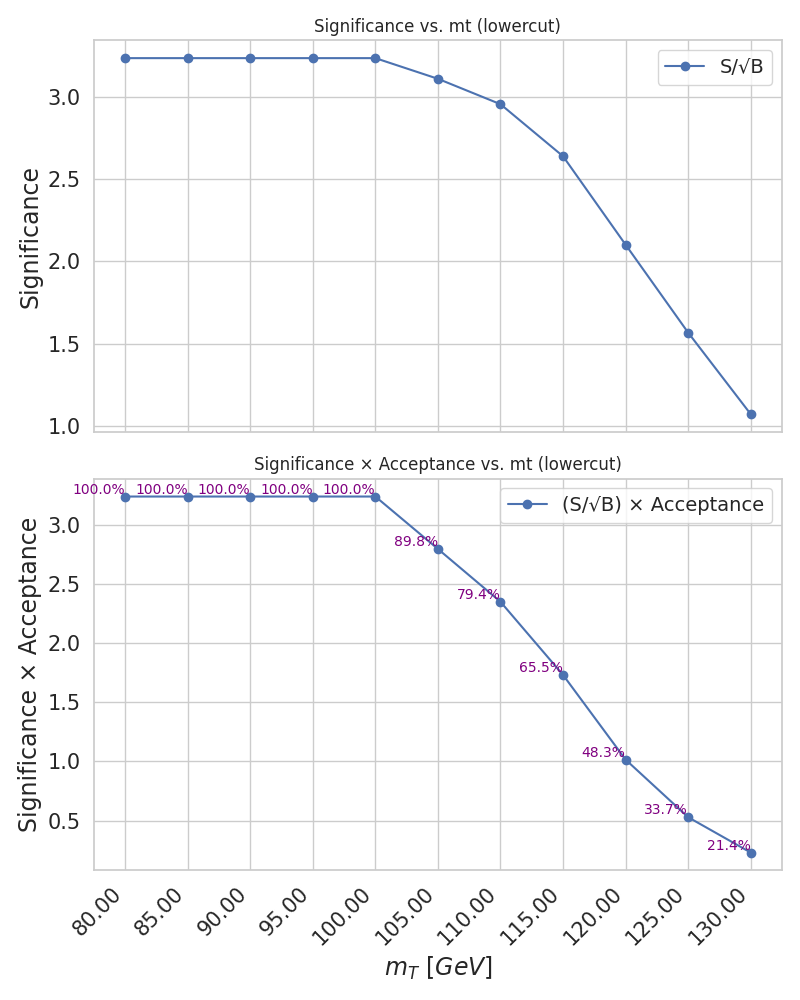 Significance vs. mt (lowercut)
S/√B
3.0
2.5
2.0
1.5
1.0
Significance
Significance × Acceptance vs. mt (lowercut)
(S/√B) × Acceptance
100.0% 100.0% 100.0% 100.0% 100.0%
89.8%
79.4%
65.5%
48.3%
33.7%
21.4%
3.0
2.5
2.0
1.5
1.0
0.5
Significance × Acceptance
80.00 85.00 90.00 95.00 100.00 105.00 110.00 115.00 120.00 125.00 130.00
m_T [GeV]